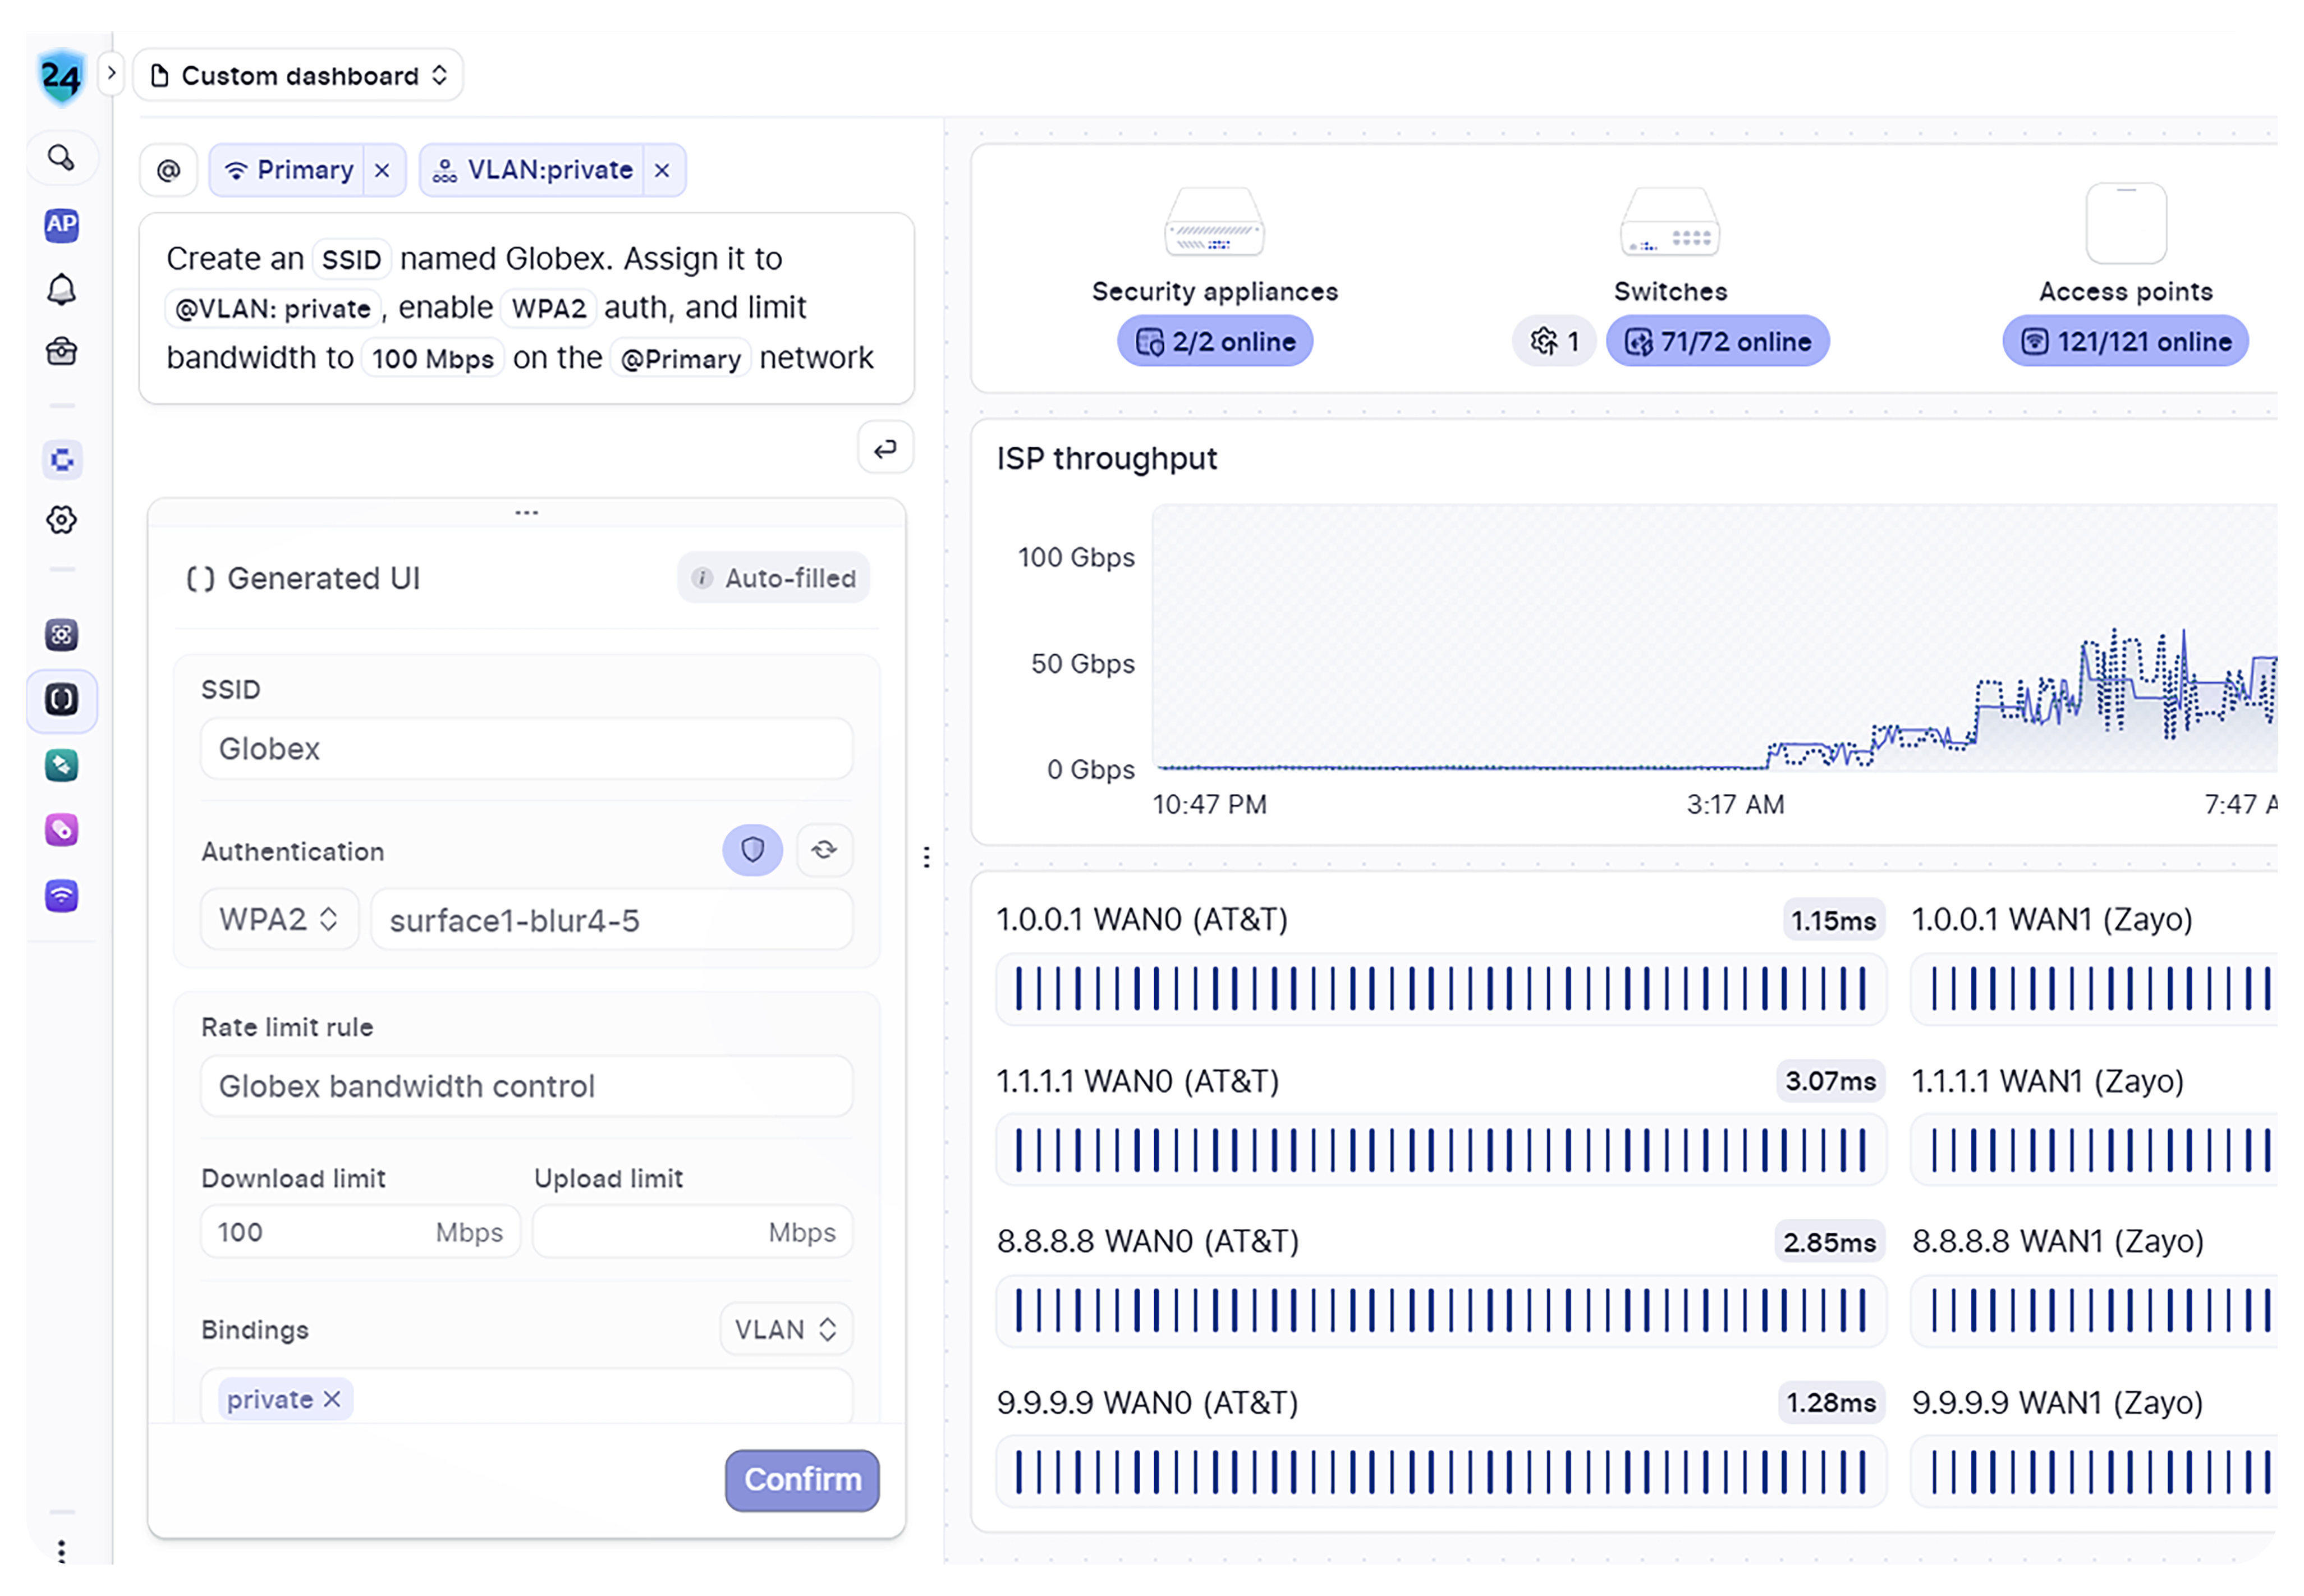 24
Custom dashboard
@ Primary VLAN:private
AP
Create an SSID named Globex. Assign it to
@VLAN: private, enable WPA2 auth, and limit
bandwidth to 100 Mbps on the @Primary network
Generated UI
Auto-filled
SSID
Globex
Authentication
WPA2 surface1-blur4-5
Rate limit rule
Globex bandwidth control
Download limit Upload limit
100 Mbps Mbps
Bindings VLAN
private
Confirm
Security appliances
2/2 online
Switches
1 71/72 online
Access points
121/121 online
ISP throughput
100 Gbps
50 Gbps
0 Gbps
10:47 PM 3:17 AM 7:47 A
1.0.0.1 WAN0 (AT&T) 1.15ms 1.0.0.1 WAN1 (Zayo)
1.1.1.1 WAN0 (AT&T) 3.07ms 1.1.1.1 WAN1 (Zayo)
8.8.8.8 WAN0 (AT&T) 2.85ms 8.8.8.8 WAN1 (Zayo)
9.9.9.9 WAN0 (AT&T) 1.28ms 9.9.9.9 WAN1 (Zayo)